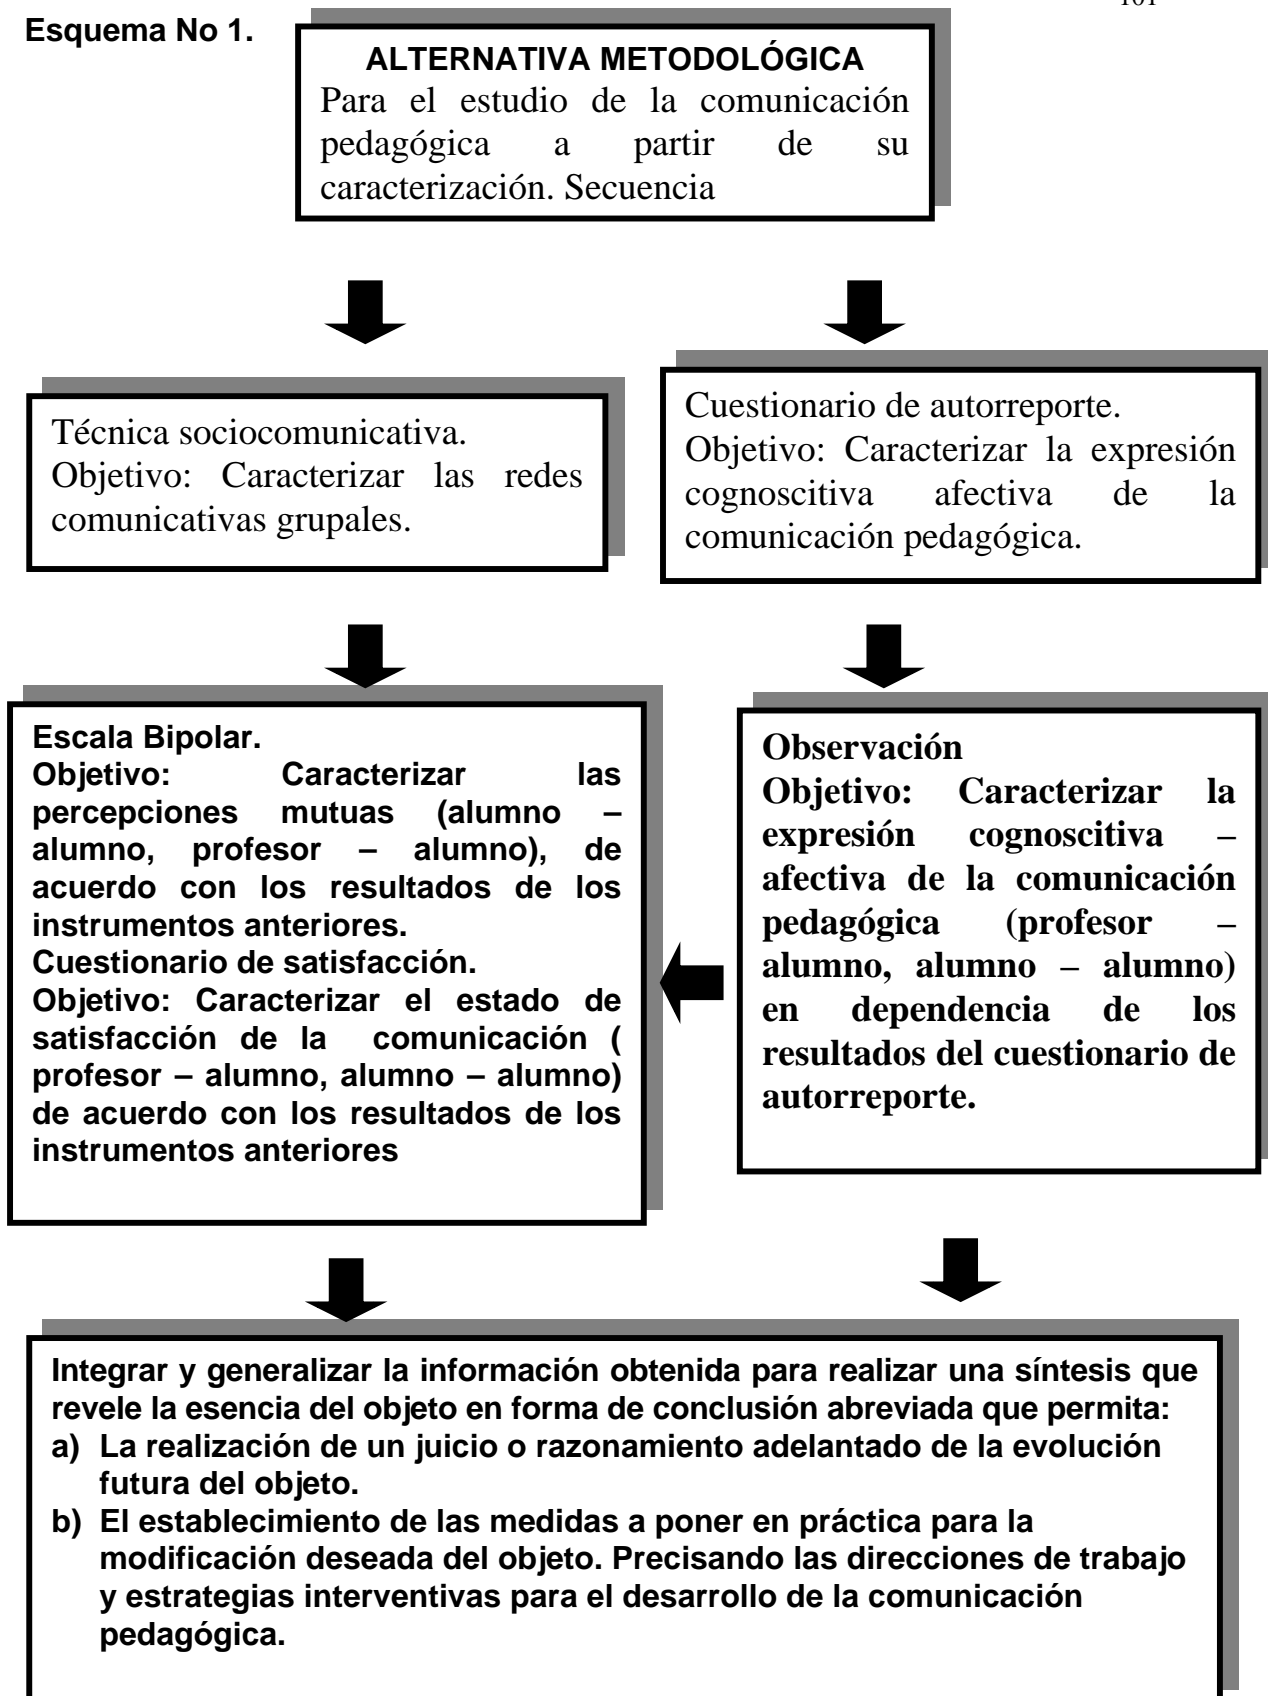 Esquema No 1.
ALTERNATIVA METODOLÓGICA
Para el estudio de la comunicación
pedagógica a partir de su
caracterización. Secuencia
Técnica sociocomunicativa.
Objetivo: Caracterizar las redes
comunicativas grupales.
Cuestionario de autorreporte.
Objetivo: Caracterizar la expresión
cognoscitiva afectiva de la
comunicación pedagógica.
Escala Bipolar.
Objetivo: Caracterizar las
percepciones mutuas (alumno –
alumno, profesor – alumno), de
acuerdo con los resultados de los
instrumentos anteriores.
Cuestionario de satisfacción.
Objetivo: Caracterizar el estado de
satisfacción de la comunicación (
profesor – alumno, alumno – alumno)
de acuerdo con los resultados de los
instrumentos anteriores
Observación
Objetivo: Caracterizar la
expresión cognoscitiva –
afectiva de la comunicación
pedagógica (profesor –
alumno, alumno – alumno)
en dependencia de los
resultados del cuestionario de
autorreporte.
Integrar y generalizar la información obtenida para realizar una síntesis que
revele la esencia del objeto en forma de conclusión abreviada que permita:
a) La realización de un juicio o razonamiento adelantado de la evolución
futura del objeto.
b) El establecimiento de las medidas a poner en práctica para la
modificación deseada del objeto. Precisando las direcciones de trabajo
y estrategias interventivas para el desarrollo de la comunicación
pedagógica.